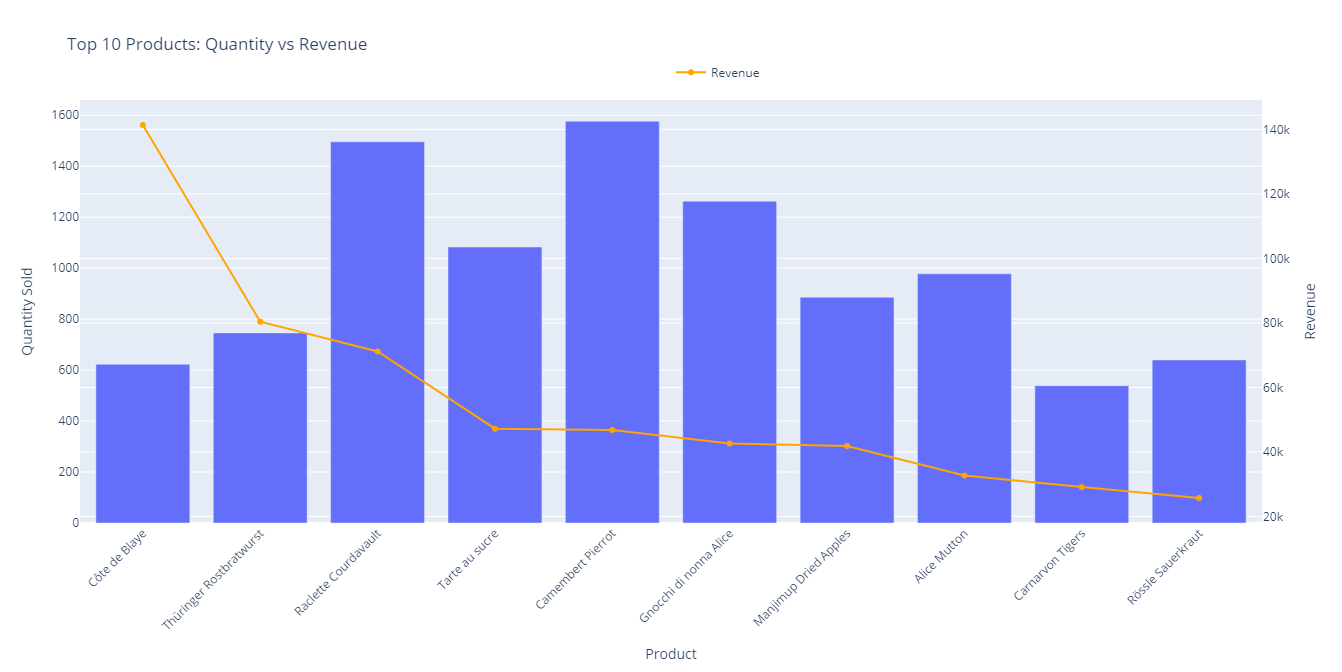 Top 10 Products: Quantity vs Revenue
Revenue
1600
1400
1200
1000
800
600
400
200
0
Quantity Sold
140k
120k
100k
80k
60k
40k
20k
Revenue
Côte de Blaye
Thüringer Rostbratwurst
Raclette Courdavault
Tarte au sucre
Camembert Pierrot
Gnocchi di nonna Alice
Manjimup Dried Apples
Alice Mutton
Carnarvon Tigers
Rössle Sauerkraut
Product